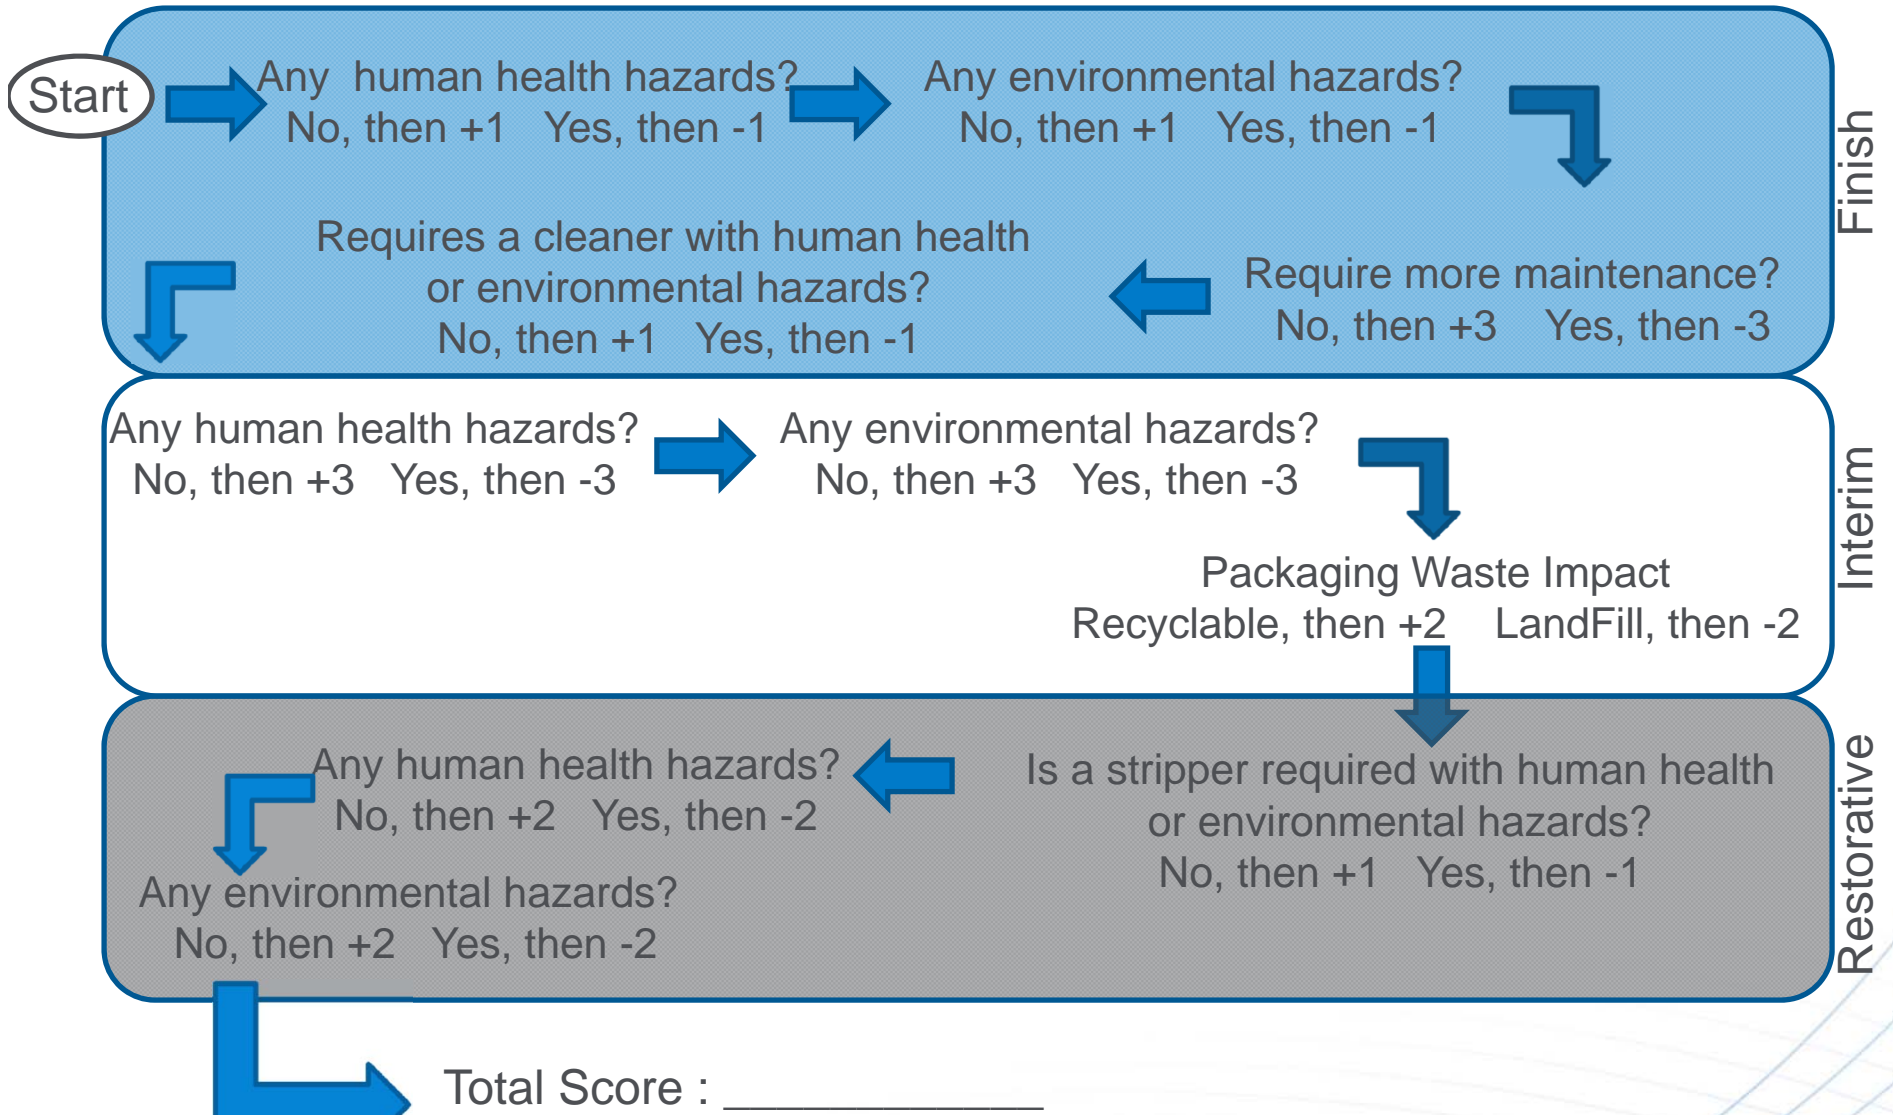 Start
Any human health hazards?
No, then +1 Yes, then -1
Any environmental hazards?
No, then +1 Yes, then -1
Require more maintenance?
No, then +3 Yes, then -3
Requires a cleaner with human health
or environmental hazards?
No, then +1 Yes, then -1
Finish
Any human health hazards?
No, then +3 Yes, then -3
Any environmental hazards?
No, then +3 Yes, then -3
Packaging Waste Impact
Recyclable, then +2 LandFill, then -2
Interim
Is a stripper required with human health
or environmental hazards?
No, then +1 Yes, then -1
Any human health hazards?
No, then +2 Yes, then -2
Any environmental hazards?
No, then +2 Yes, then -2
Restorative
Total Score : _____________